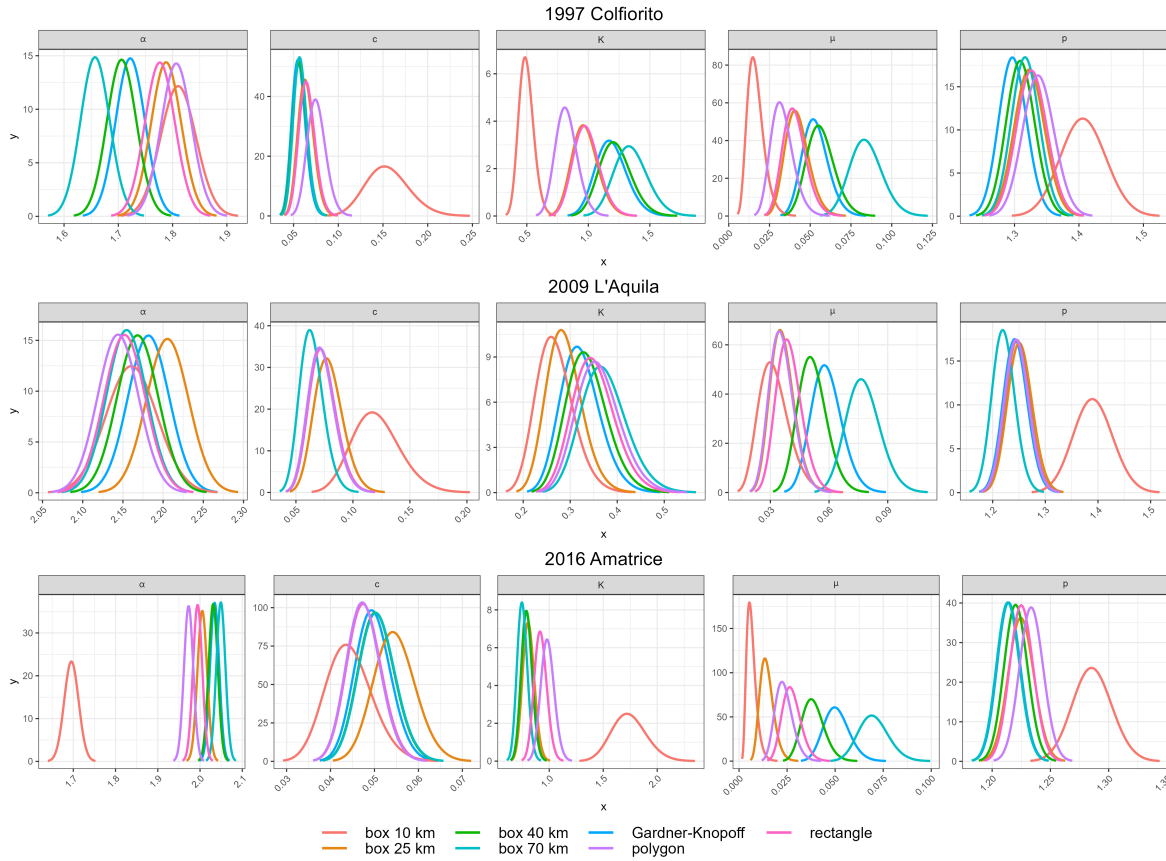 1997 Colfiorito
α c K μ p
15 10 5 0
40 20 0
6 4 2 0
80 60 40 20 0
15 10 5 0
y
1.6 1.7 1.8 1.9
0.05 0.10 0.15 0.20 0.25
0.5 1.0 1.5
0.000 0.025 0.050 0.075 0.100 0.125
1.3 1.4 1.5
x
2009 L'Aquila
α c K μ p
15 10 5 0
40 30 20 10 0
9 6 3 0
60 40 20 0
15 10 5 0
y
2.05 2.10 2.15 2.20 2.25 2.30
0.05 0.10 0.15 0.20
0.2 0.3 0.4 0.5
0.03 0.06 0.09
1.2 1.3 1.4 1.5
x
2016 Amatrice
α c K μ p
30 20 10 0
100 75 50 25 0
8 6 4 2 0
150 100 50 0
40 30 20 10 0
y
1.7 1.8 1.9 2.0 2.1
0.03 0.04 0.05 0.06 0.07
1.0 1.5 2.0
0.000 0.025 0.050 0.075 0.100
1.20 1.25 1.30
x
box 10 km box 40 km Gardner-Knopoff rectangle
box 25 km box 70 km polygon